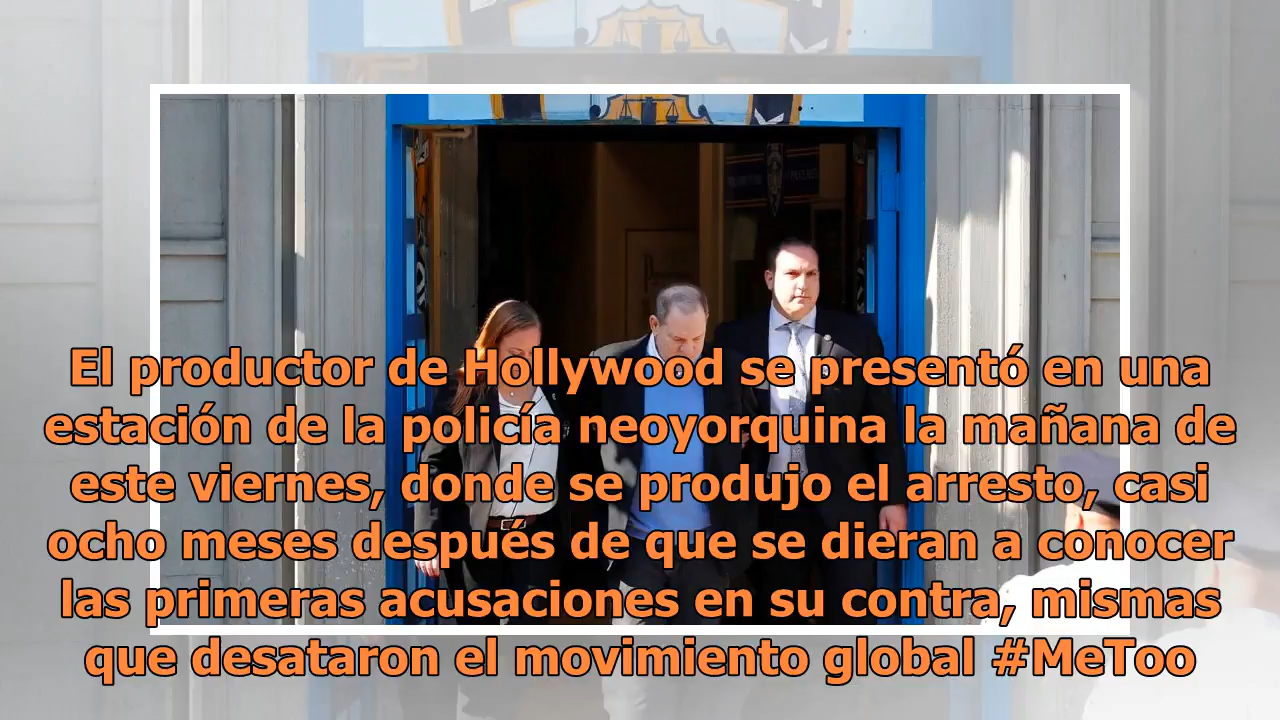 El productor de Hollywood se presentó en una
estación de la policía neoyorquina la mañana de
este viernes, donde se produjo el arresto, casi
ocho meses después de que se dieran a conocer
las primeras acusaciones en su contra, mismas
que desataron el movimiento global #MeToo